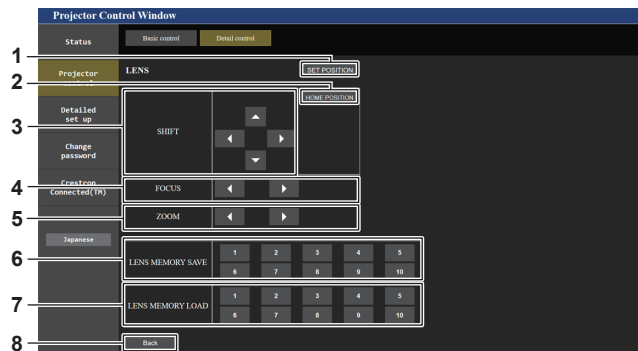 Projector Control Window
Status
Basic control
Detail control
1
2
3
4
5
6
7
8
Projector
control
Detailed
set up
Change
password
Crestron
Connected(TM)
Japanese
LENS
SET POSITION
HOME POSITION
SHIFT
FOCUS
ZOOM
LENS MEMORY SAVE
1 2 3 4 5
6 7 8 9 10
LENS MEMORY LOAD
1 2 3 4 5
6 7 8 9 10
Back